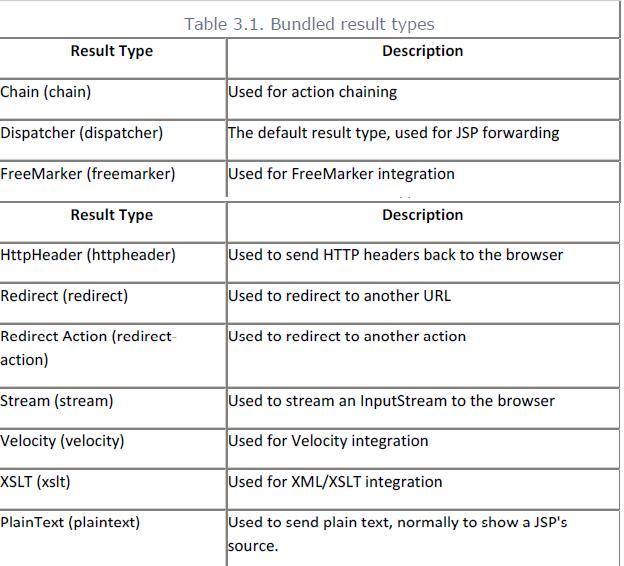 Table 3.1. Bundled result types
Result Type Description
Chain (chain) Used for action chaining
Dispatcher (dispatcher) The default result type, used for JSP forwarding
FreeMarker (freemarker) Used for FreeMarker integration
Result Type Description
HttpHeader (httpheader) Used to send HTTP headers back to the browser
Redirect (redirect) Used to redirect to another URL
Redirect Action (redirect- Used to redirect to another action
action)
Stream (stream) Used to stream an InputStream to the browser
Velocity (velocity) Used for Velocity integration
XSLT (xslt) Used for XML/XSLT integration
PlainText (plaintext) Used to send plain text, normally to show a JSP's
source.